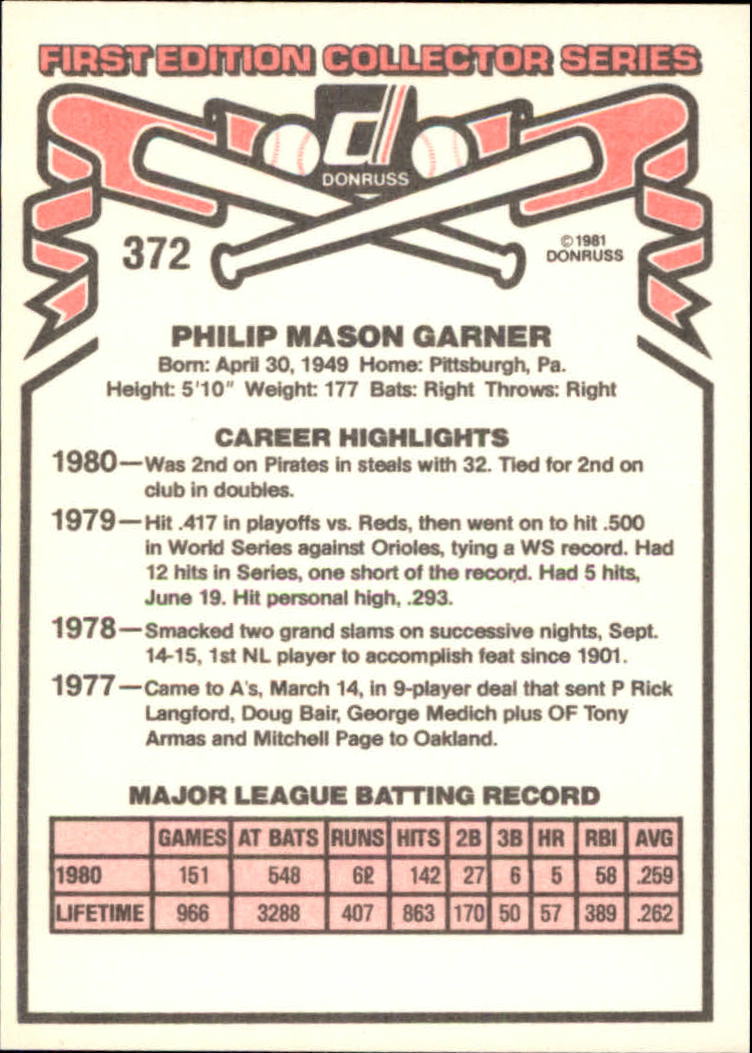 FIRST EDITION COLLECTOR SERIES
DONRUSS
372
©1981
DONRUSS
PHILIP MASON GARNER
Born: April 30, 1949 Home: Pittsburgh, Pa.
Height: 5'10" Weight: 177 Bats: Right Throws: Right
CAREER HIGHLIGHTS
1980—Was 2nd on Pirates in steals with 32. Tied for 2nd on
club in doubles.
1979—Hit .417 in playoffs vs. Reds, then went on to hit .500
in World Series against Orioles, tying a WS record. Had
12 hits in Series, one short of the record. Had 5 hits,
June 19. Hit personal high, .293.
1978—Smacked two grand slams on successive nights, Sept.
14-15, 1st NL player to accomplish feat since 1901.
1977—Came to A's, March 14, in 9-player deal that sent P Rick
Langford, Doug Bair, George Medich plus OF Tony
Armas and Mitchell Page to Oakland.
MAJOR LEAGUE BATTING RECORD
GAMES AT BATS RUNS HITS 2B 3B HR RBI AVG
1980 151 548 62 142 27 6 5 58 .259
LIFETIME 966 3288 407 863 170 50 57 389 .262